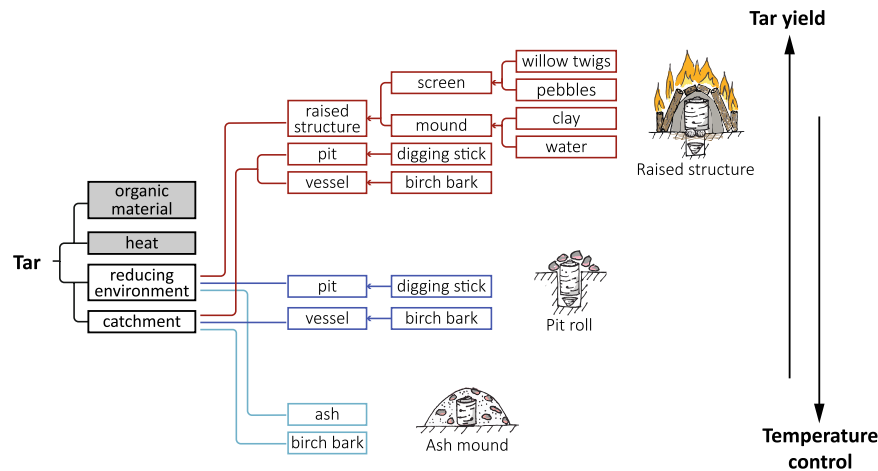 Tar yield
willow twigs
screen
pebbles
raised
structure
mound
clay
water
pit
digging stick
vessel
birch bark
Raised structure
organic
material
heat
Tar
reducing
environment
catchment
pit
digging stick
vessel
birch bark
Pit roll
ash
birch bark
Ash mound
Temperature
control